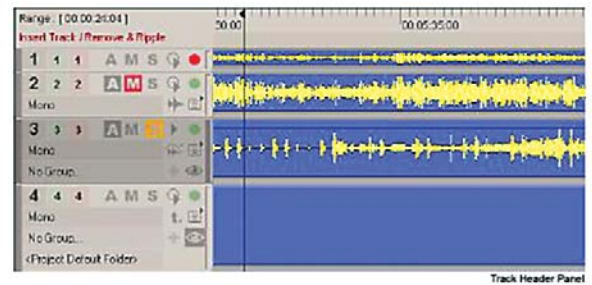 Range: [00:00:24:04]
30:00 00:05:35:00
Insert Track / Remove & Ripple
1 1 1 A M S
2 2 2 A M S
Mono
3 3 3 A M
Mono
No Group...
4 4 4 A M S
Mono t.
No Group...
<Project Default Folder>
Track Header Panel